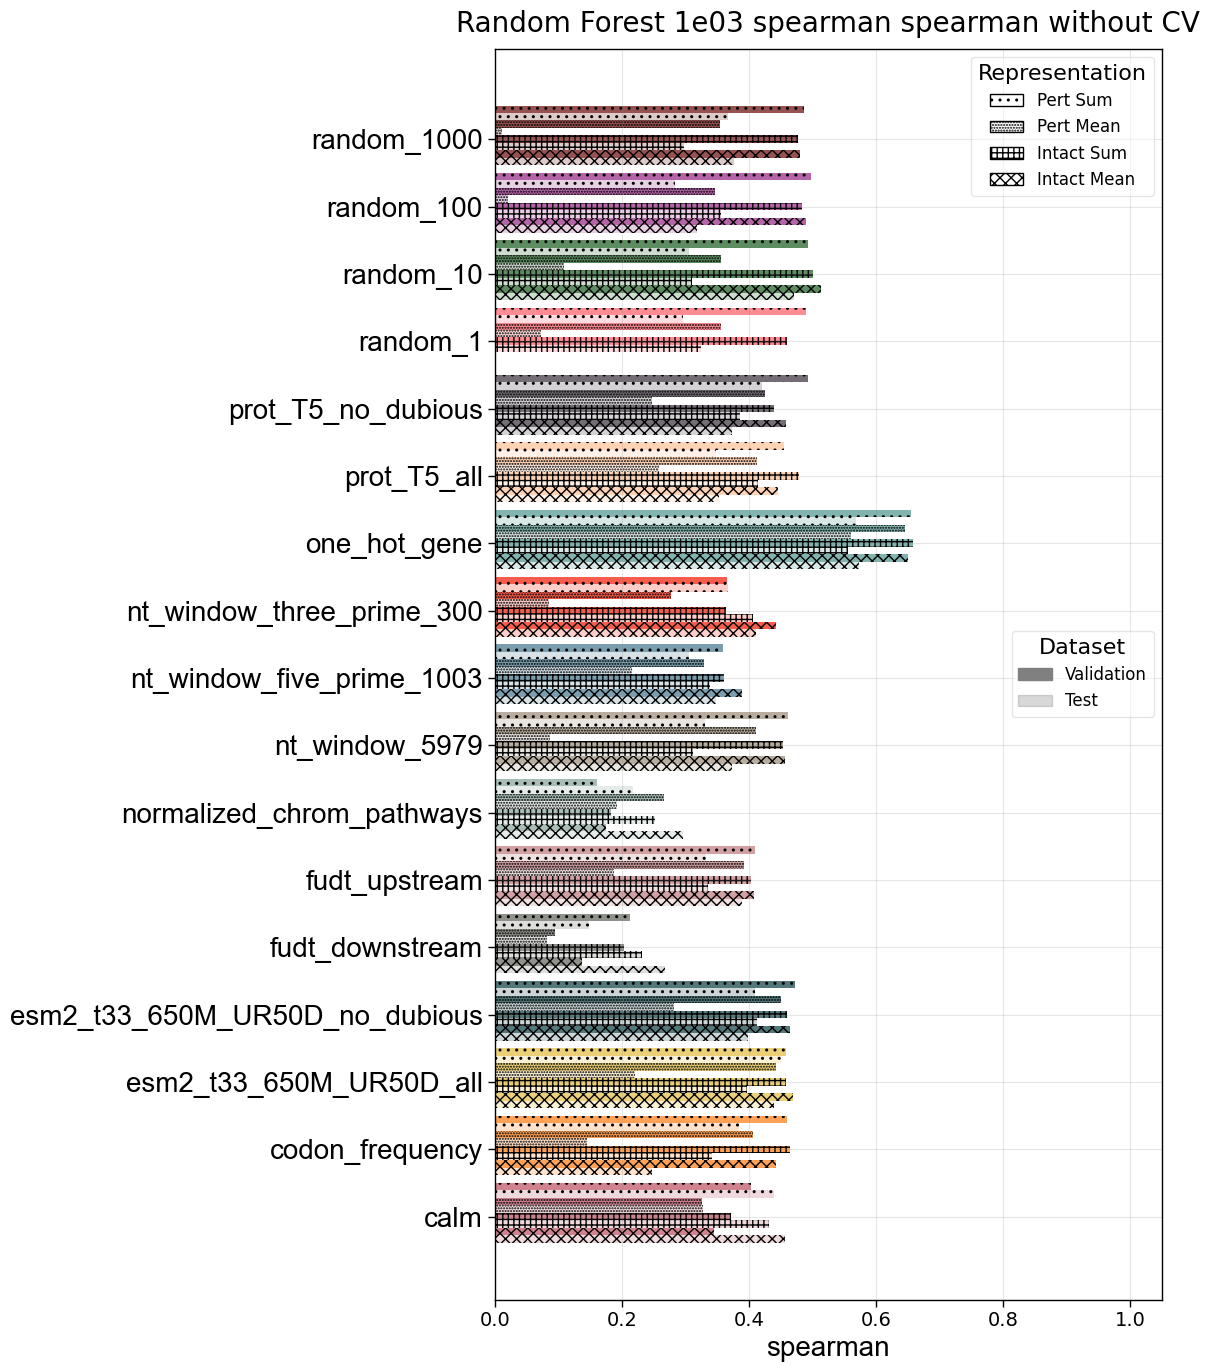 Random Forest 1e03 spearman spearman without CV
Representation
Pert Sum
Pert Mean
Intact Sum
Intact Mean
random_1000
random_100
random_10
random_1
prot_T5_no_dubious
prot_T5_all
one_hot_gene
nt_window_three_prime_300
Dataset
Validation
Test
nt_window_five_prime_1003
nt_window_5979
normalized_chrom_pathways
fudt_upstream
fudt_downstream
esm2_t33_650M_UR50D_no_dubious
esm2_t33_650M_UR50D_all
codon_frequency
calm
0.0 0.2 0.4 0.6 0.8 1.0
spearman